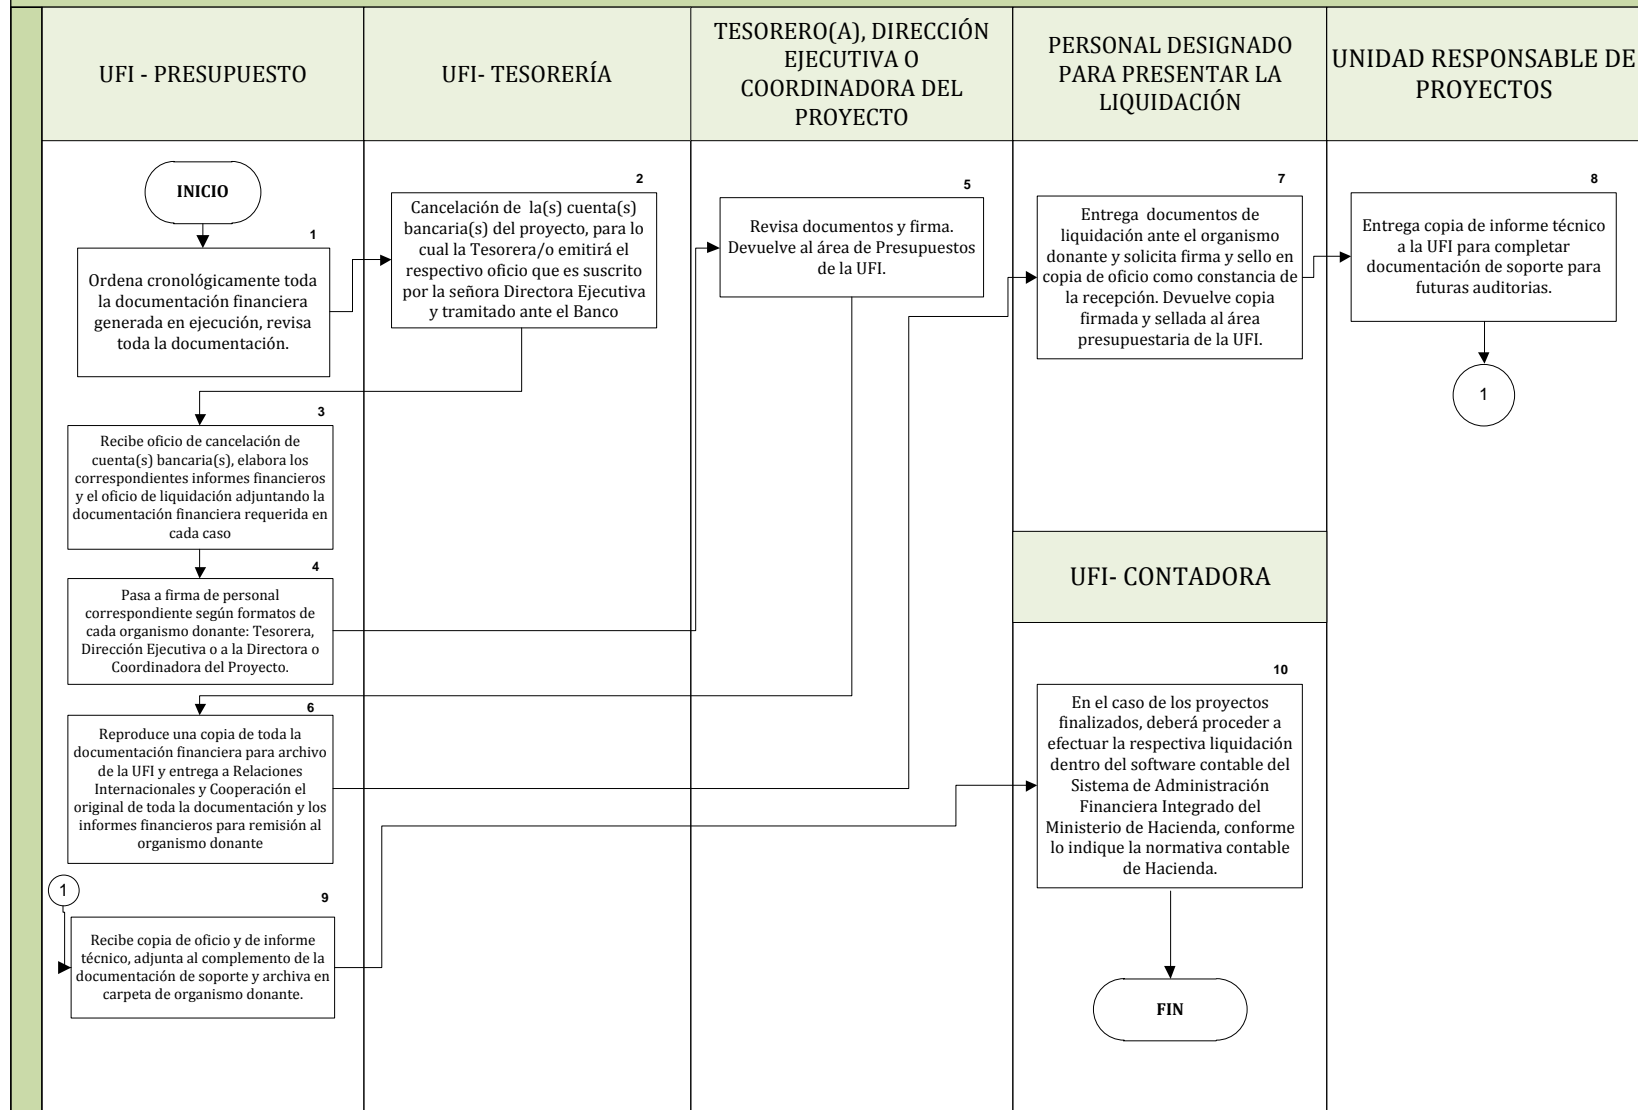 UFI - PRESUPUESTO
UFI- TESORERÍA
TESORERO(A), DIRECCIÓN
EJECUTIVA O
COORDINADORA DEL
PROYECTO
PERSONAL DESIGNADO
PARA PRESENTAR LA
LIQUIDACIÓN
UNIDAD RESPONSABLE DE
PROYECTOS
INICIO
1
Ordena cronológicamente toda
la documentación financiera
generada en ejecución, revisa
toda la documentación.
2
Cancelación de la(s) cuenta(s)
bancaria(s) del proyecto, para lo
cual la Tesorera/o emitirá el
respectivo oficio que es suscrito
por la señora Directora Ejecutiva
y tramitado ante el Banco
3
Recibe oficio de cancelación de
cuenta(s) bancaria(s), elabora los
correspondientes informes financieros
y el oficio de liquidación adjuntando la
documentación financiera requerida en
cada caso
4
Pasa a firma de personal
correspondiente según formatos de
cada organismo donante: Tesorera,
Dirección Ejecutiva o a la Directora o
Coordinadora del Proyecto.
5
Revisa documentos y firma.
Devuelve al área de Presupuestos
de la UFI.
6
Reproduce una copia de toda la
documentación financiera para archivo
de la UFI y entrega a Relaciones
Internacionales y Cooperación el
original de toda la documentación y los
informes financieros para remisión al
organismo donante
7
Entrega documentos de
liquidación ante el organismo
donante y solicita firma y sello en
copia de oficio como constancia de
la recepción. Devuelve copia
firmada y sellada al área
presupuestaria de la UFI.
8
Entrega copia de informe técnico
a la UFI para completar
documentación de soporte para
futuras auditorias.
1
1
9
Recibe copia de oficio y de informe
técnico, adjunta al complemento de la
documentación de soporte y archiva en
carpeta de organismo donante.
UFI- CONTADORA
10
En el caso de los proyectos
finalizados, deberá proceder a
efectuar la respectiva liquidación
dentro del software contable del
Sistema de Administración
Financiera Integrado del
Ministerio de Hacienda, conforme
lo indique la normativa contable
de Hacienda.
FIN